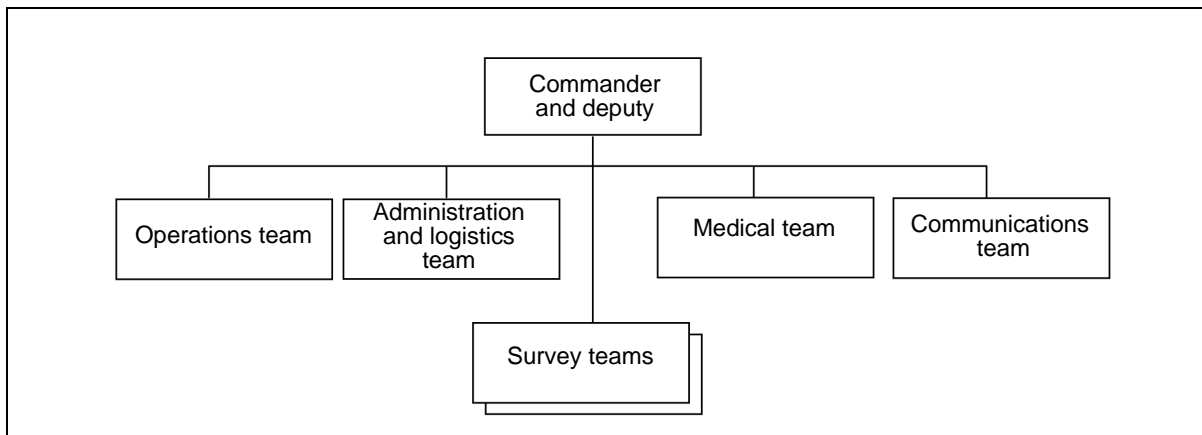 Commander
and deputy
Operations team
Administration
and logistics
team
Medical team
Communications
team
Survey teams